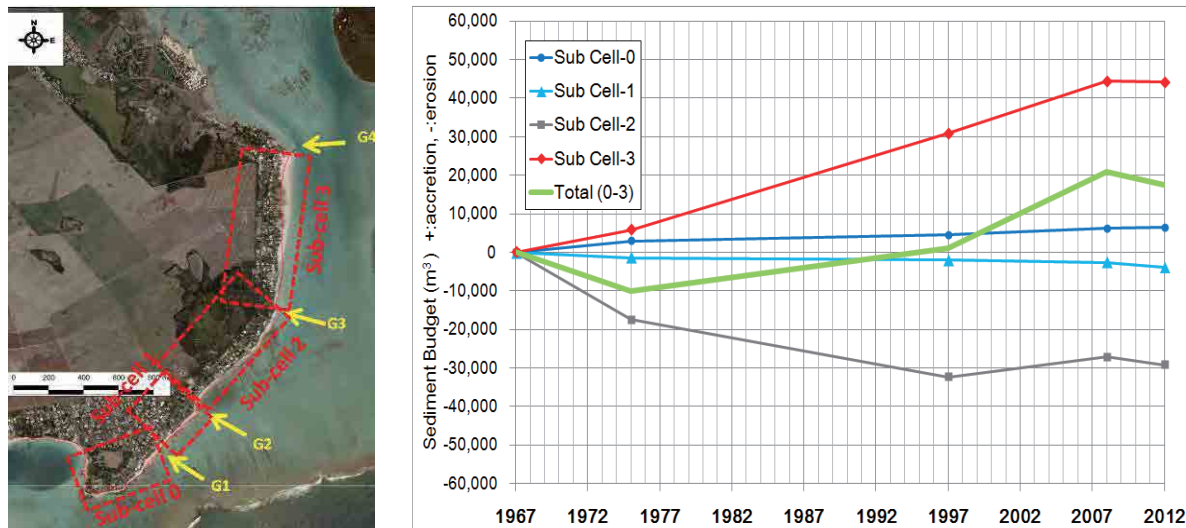 N
E
G4
Sub-cell 3
G3
Sub-cell 2
0 200 400 600 800
Sub-cell
G2
G1
Sub-cell 0
Sediment Budget (m³) +:accretion, -:erosion
60,000
50,000
40,000
30,000
20,000
10,000
0
-10,000
-20,000
-30,000
-40,000
-50,000
-60,000
Sub Cell-0
Sub Cell-1
Sub Cell-2
Sub Cell-3
Total (0-3)
1967 1972 1977 1982 1987 1992 1997 2002 2007 2012